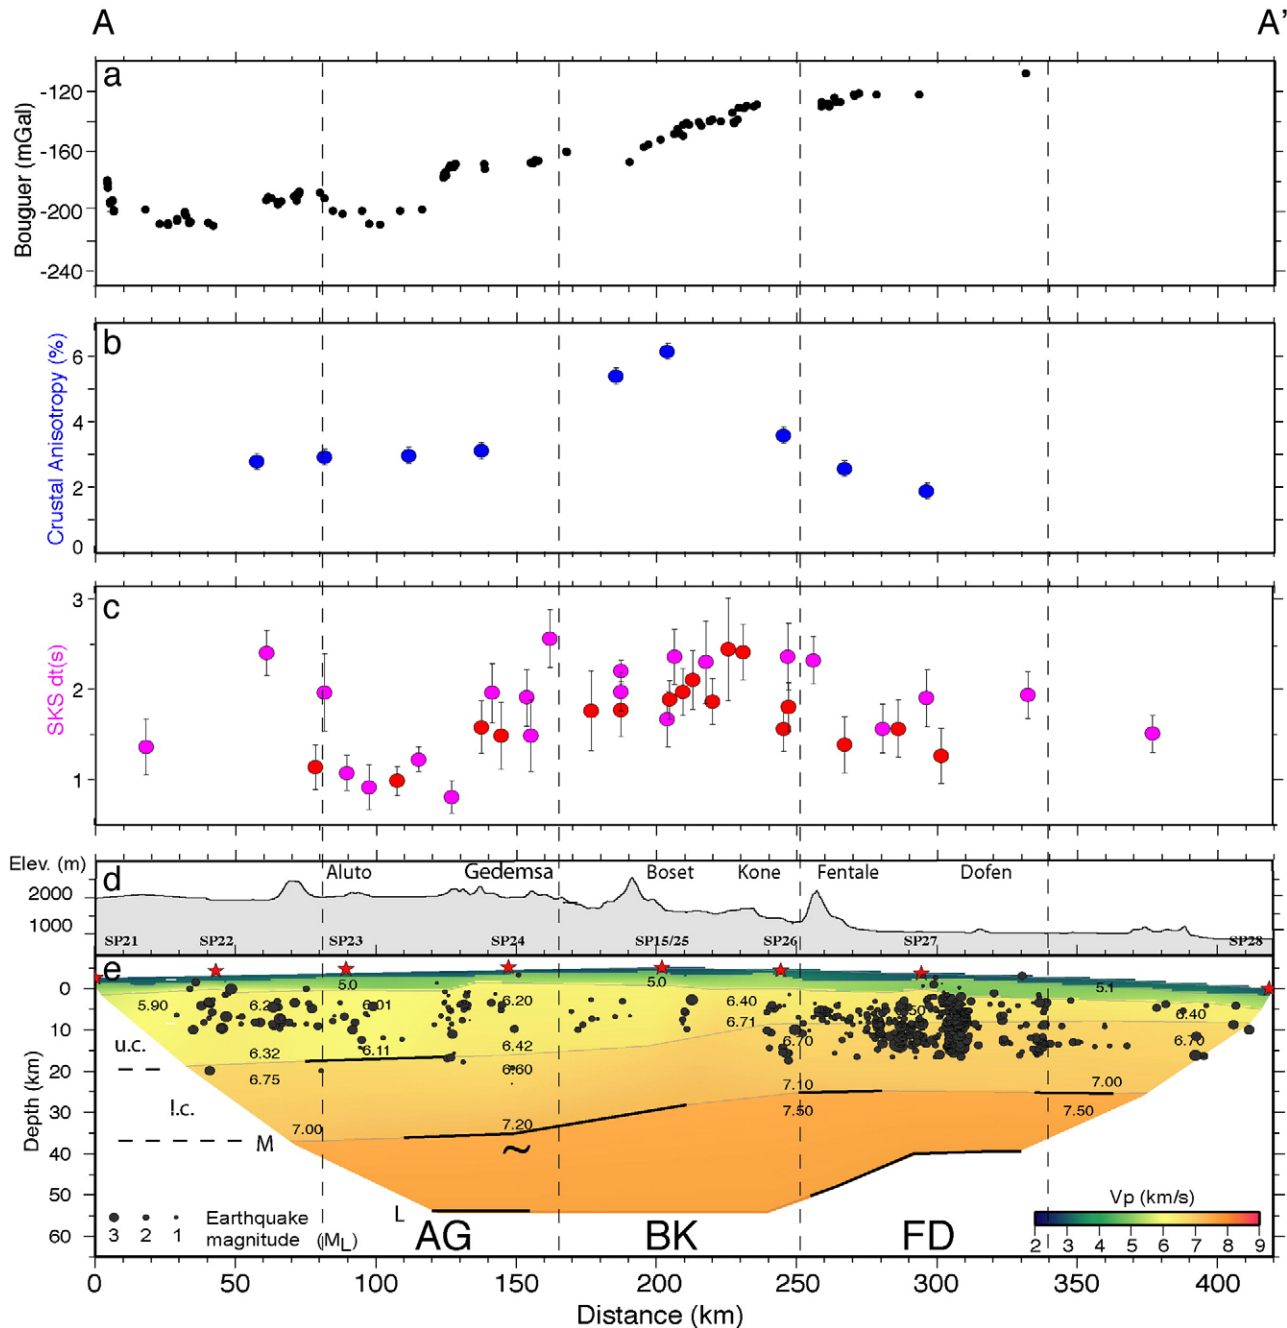 A A'
a
Bouguer (mGal)
-120
-160
-200
-240
b
Crustal Anisotropy (%)
6
4
2
0
c
SKS dt(s)
3
2
1
Elev. (m)
2000
1000
d
Aluto Gedemsa Boset Kone Fentale Dofen
SP21 SP22 SP23 SP24 SP15/25 SP26 SP27 SP28
e
Depth (km)
0
10
20
30
40
50
60
5.0 5.0 5.1
5.90 6.20 6.40 6.40
6.71 6.70 6.70
6.32 6.11 6.42
6.75 6.60
7.10 7.00
7.00 7.20 7.50 7.50
u.c.
l.c.
M
~
L
3 2 1
Earthquake
magnitude (ML)
AG BK FD
Vp (km/s)
2 3 4 5 6 7 8 9
0 50 100 150 200 250 300 350 400
Distance (km)